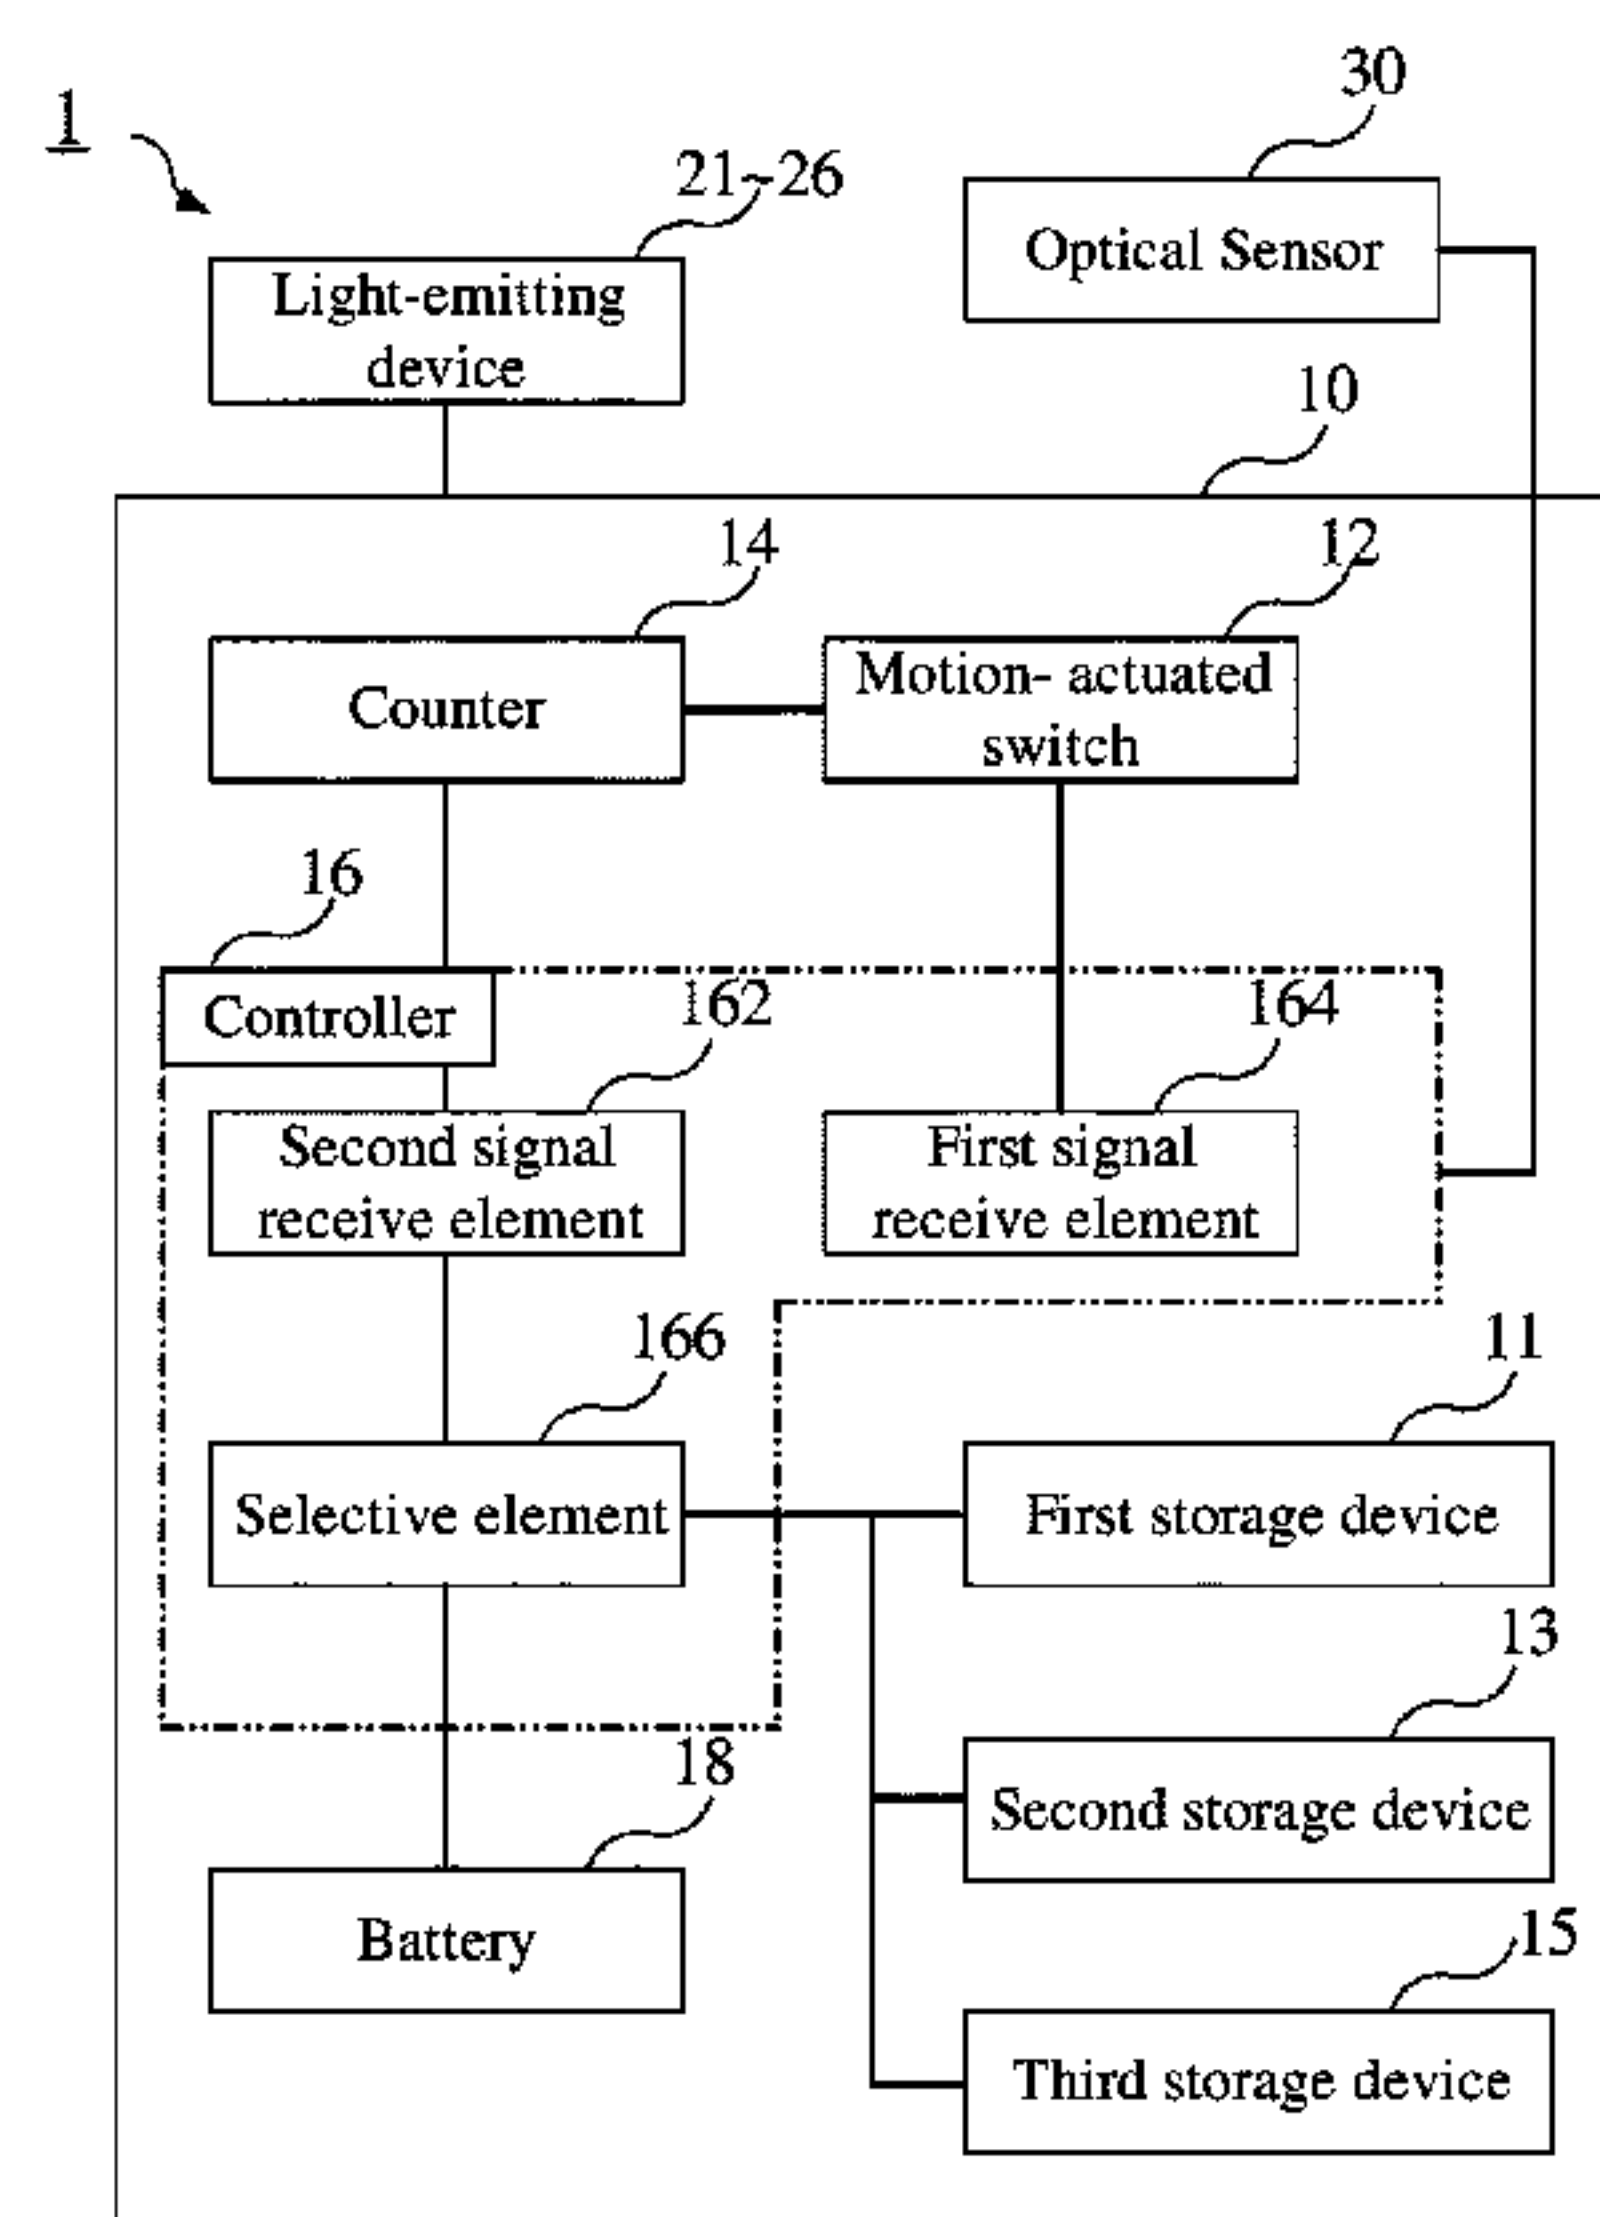 30
1
21~26
Optical Sensor
Light-emitting
device
10
14
12
Counter
Motion- actuated
switch
16
Controller
162
164
Second signal
receive element
First signal
receive element
166
11
Selective element
First storage device
13
18
Second storage device
Battery
15
Third storage device